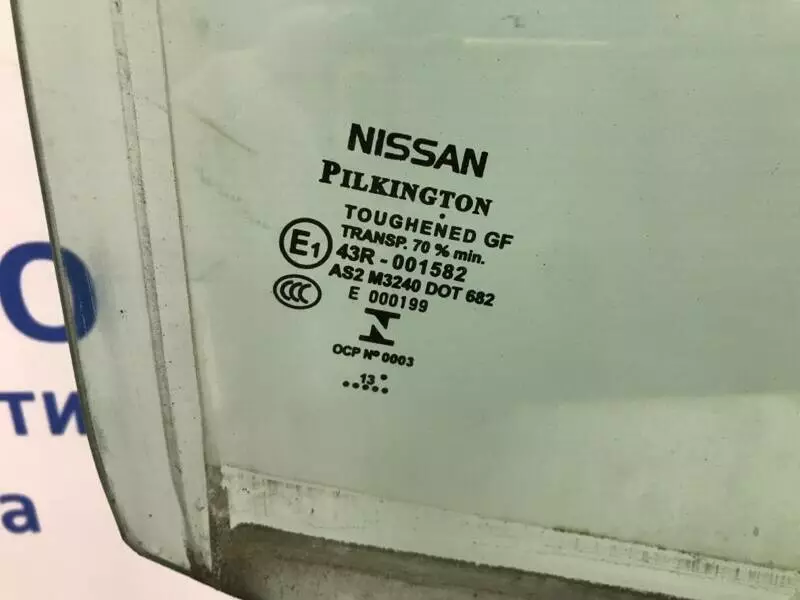 NISSAN
PILKINGTON
TOUGHENED GF
TRANSP. 70 % min.
E1
43R - 001582
AS2 M3240 DOT 682
CCC
E 000199
OCP Nº 0003
13
О
ти
а